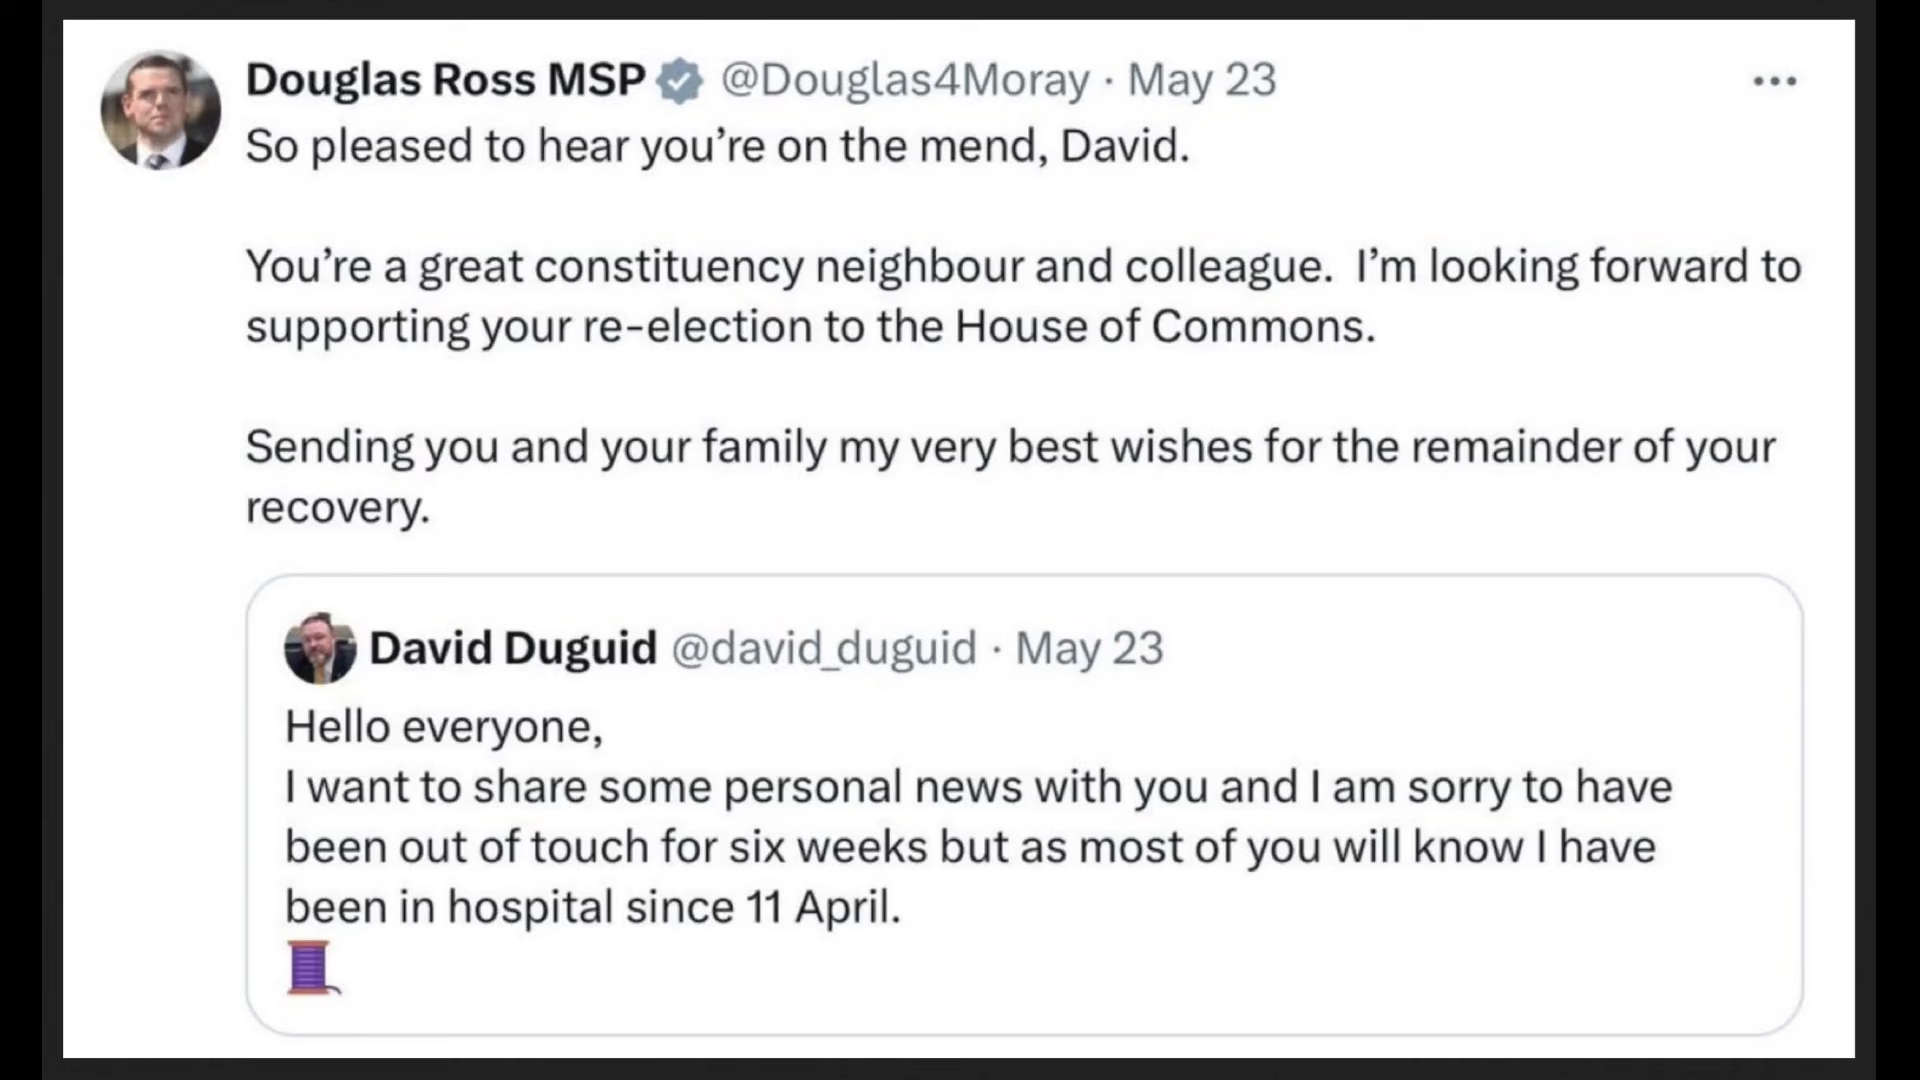 Douglas Ross MSP @Douglas4Moray · May 23
So pleased to hear you’re on the mend, David.
You’re a great constituency neighbour and colleague.  I’m looking forward to
supporting your re-election to the House of Commons.
Sending you and your family my very best wishes for the remainder of your
recovery.
David Duguid @david_duguid · May 23
Hello everyone,
I want to share some personal news with you and I am sorry to have
been out of touch for six weeks but as most of you will know I have
been in hospital since 11 April.